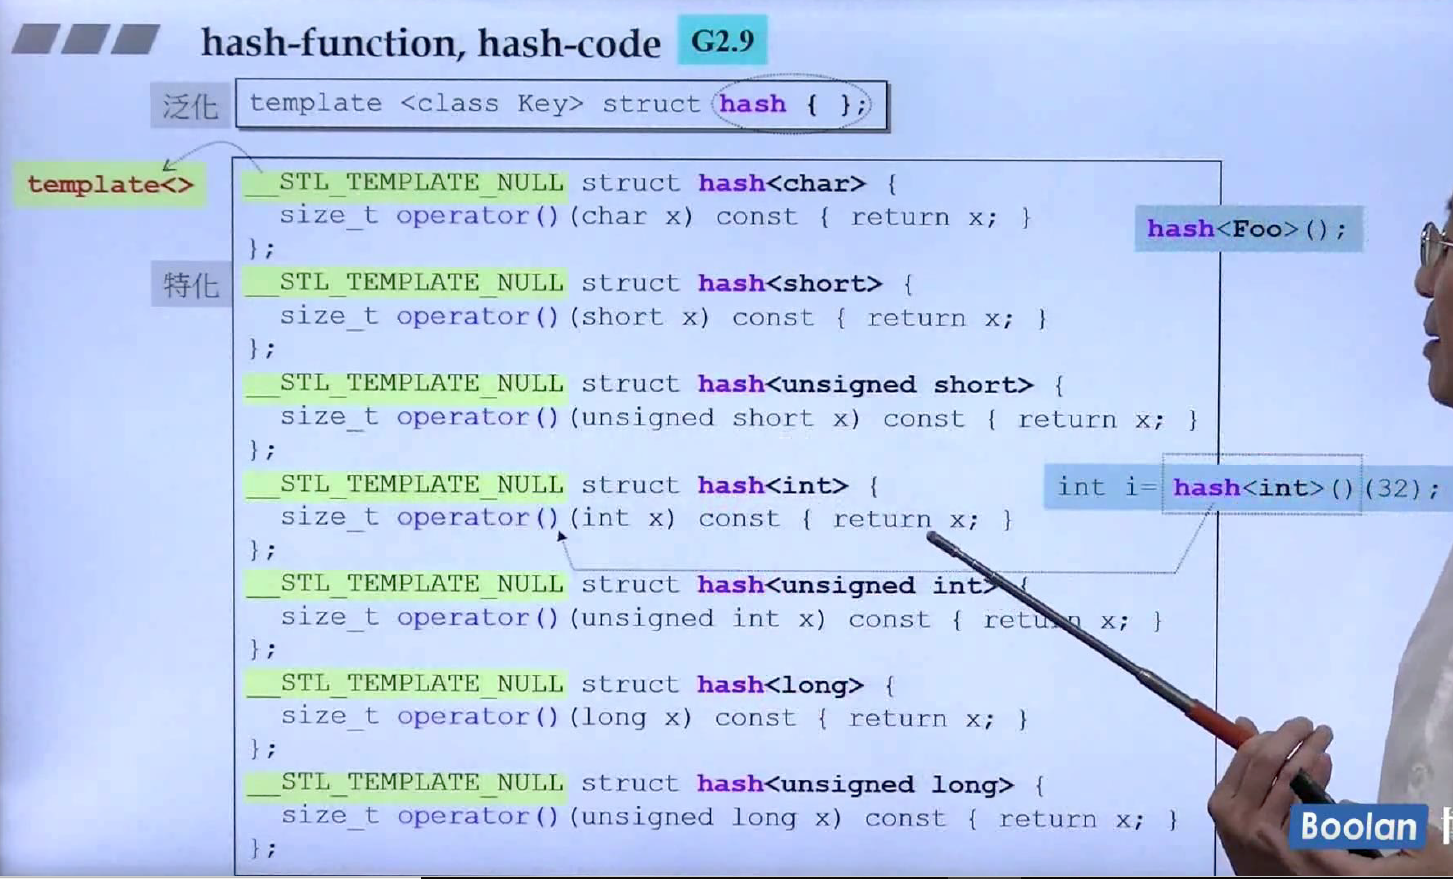 hash-function, hash-code G2.9
泛化 template <class Key> struct hash { };
template<>
__STL_TEMPLATE_NULL struct hash<char> {
size_t operator()(char x) const { return x; }
};
hash<Foo>();
特化
__STL_TEMPLATE_NULL struct hash<short> {
size_t operator()(short x) const { return x; }
};
__STL_TEMPLATE_NULL struct hash<unsigned short> {
size_t operator()(unsigned short x) const { return x; }
};
__STL_TEMPLATE_NULL struct hash<int> {
size_t operator()(int x) const { return x; }
};
int i= hash<int>()(32);
__STL_TEMPLATE_NULL struct hash<unsigned int> {
size_t operator()(unsigned int x) const { return x; }
};
__STL_TEMPLATE_NULL struct hash<long> {
size_t operator()(long x) const { return x; }
};
__STL_TEMPLATE_NULL struct hash<unsigned long> {
size_t operator()(unsigned long x) const { return x; }
};
Boolan